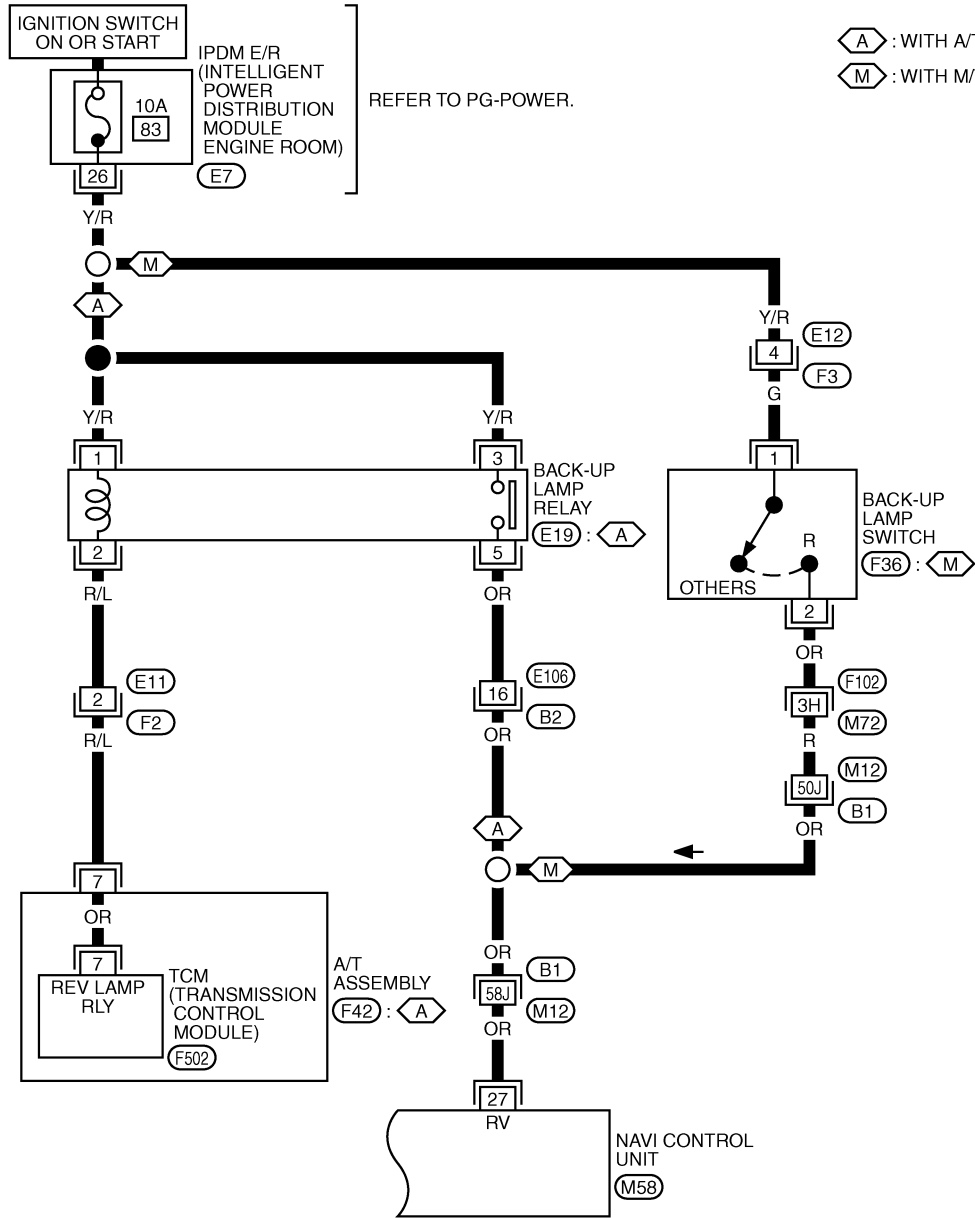 IGNITION SWITCH
ON OR START
IPDM E/R
(INTELLIGENT
POWER
DISTRIBUTION
MODULE
ENGINE ROOM)
10A
83
26
E7
REFER TO PG-POWER.
A : WITH A/T
M : WITH M/
Y/R
M
A
Y/R
E12
4
F3
G
Y/R
Y/R
1
3
1
BACK-UP
LAMP
RELAY
E19 : A
BACK-UP
LAMP
SWITCH
F36 : M
R
OTHERS
2
5
2
R/L
OR
OR
E11
2
F2
E106
16
B2
F102
3H
M72
R/L
OR
R
M12
50J
B1
A
OR
M
7
OR
7
REV LAMP
RLY
TCM
(TRANSMISSION
CONTROL
MODULE)
F502
A/T
ASSEMBLY
F42 : A
OR
B1
58J
M12
OR
27
RV
NAVI CONTROL
UNIT
M58